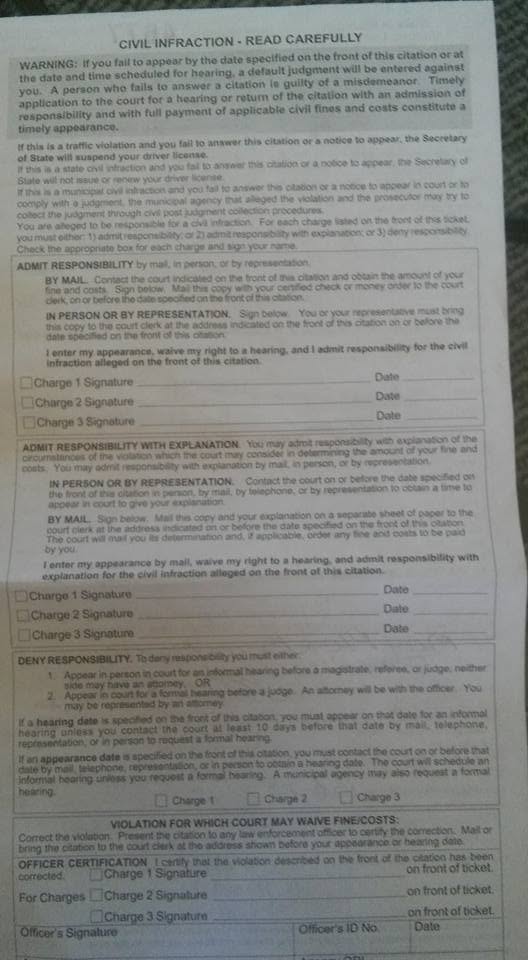 CIVIL INFRACTION - READ CAREFULLY
WARNING: If you fail to appear by the date specified on the front of this citation or at
the date and time scheduled for hearing, a default judgment will be entered against
you. A person who fails to answer a citation is guilty of a misdemeanor. Timely
application to the court for a hearing or return of the citation with an admission of
responsibility and with full payment of applicable civil fines and costs constitute a
timely appearance.
If this is a traffic violation and you fail to answer this citation or a notice to appear, the Secretary
of State will suspend your driver license.
If this is a state civil infraction and you fail to answer this citation or a notice to appear, the Secretary of
State will not issue or renew your driver license.
If this is a municipal civil infraction and you fail to answer this citation or a notice to appear in court or to
comply with a judgment, the municipal agency that alleged the violation and the prosecutor may try to
collect the judgment through civil post judgment collection procedures.
You are alleged to be responsible for a civil infraction. For each charge listed on the front of this ticket,
you must either: 1) admit responsibility; or 2) admit responsibility with explanation; or 3) deny responsibility.
Check the appropriate box for each charge and sign your name.
ADMIT RESPONSIBILITY by mail, in person, or by representation.
BY MAIL. Contact the court indicated on the front of this citation and obtain the amount of your
fine and costs. Sign below. Mail this copy with your certified check or money order to the court
clerk, on or before the date specified on the front of this citation.
IN PERSON OR BY REPRESENTATION. Sign below. You or your representative must bring
this copy to the court clerk at the address indicated on the front of this citation on or before the
date specified on the front of this citation.
I enter my appearance, waive my right to a hearing, and I admit responsibility for the civil
infraction alleged on the front of this citation.
Charge 1 Signature Date
Charge 2 Signature Date
Charge 3 Signature Date
ADMIT RESPONSIBILITY WITH EXPLANATION. You may admit responsibility with explanation of the
circumstances of the violation which the court may consider in determining the amount of your fine and
costs. You may admit responsibility with explanation by mail, in person, or by representation.
IN PERSON OR BY REPRESENTATION. Contact the court on or before the date specified on
the front of this citation in person, by mail, by telephone, or by representation to obtain a time to
appear in court to give your explanation.
BY MAIL. Sign below. Mail this copy and your explanation on a separate sheet of paper to the
court clerk at the address indicated on or before the date specified on the front of this citation.
The court will mail you its determination and, if applicable, order any fine and costs to be paid
by you.
I enter my appearance by mail, waive my right to a hearing, and admit responsibility with
explanation for the civil infraction alleged on the front of this citation.
Charge 1 Signature Date
Charge 2 Signature Date
Charge 3 Signature Date
DENY RESPONSIBILITY. To deny responsibility you must either:
1. Appear in person in court for an informal hearing before a magistrate, referee, or judge; neither
side may have an attorney. OR
2. Appear in court for a formal hearing before a judge. An attorney will be with the officer. You
may be represented by an attorney.
If a hearing date is specified on the front of this citation, you must appear on that date for an informal
hearing unless you contact the court at least 10 days before that date by mail, telephone,
representation, or in person to request a formal hearing.
If an appearance date is specified on the front of this citation, you must contact the court on or before that
date by mail, telephone, representation, or in person to obtain a hearing date. The court will schedule an
informal hearing unless you request a formal hearing. A municipal agency may also request a formal
hearing.
Charge 1 Charge 2 Charge 3
VIOLATION FOR WHICH COURT MAY WAIVE FINE/COSTS:
Correct the violation. Present the citation to any law enforcement officer to certify the correction. Mail or
bring the citation to the court clerk at the address shown before your appearance or hearing date.
OFFICER CERTIFICATION I certify that the violation described on the front of the citation has been
corrected. Charge 1 Signature on front of ticket.
For Charges Charge 2 Signature on front of ticket.
Charge 3 Signature on front of ticket.
Officer's Signature Officer's ID No. Date